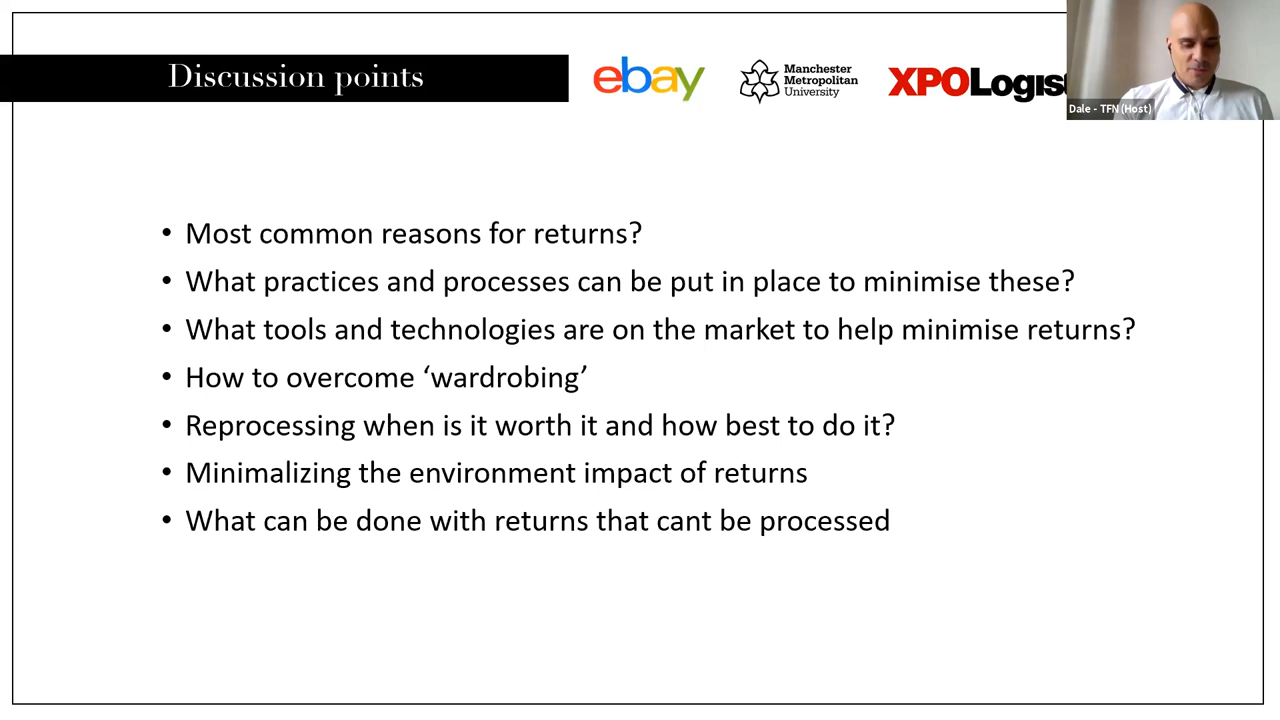 Discussion points
ebay
Manchester
Metropolitan
University
XPOLogist
Dale - TFN (Host)
• Most common reasons for returns?
• What practices and processes can be put in place to minimise these?
• What tools and technologies are on the market to help minimise returns?
• How to overcome ‘wardrobing’
• Reprocessing when is it worth it and how best to do it?
• Minimalizing the environment impact of returns
• What can be done with returns that cant be processed